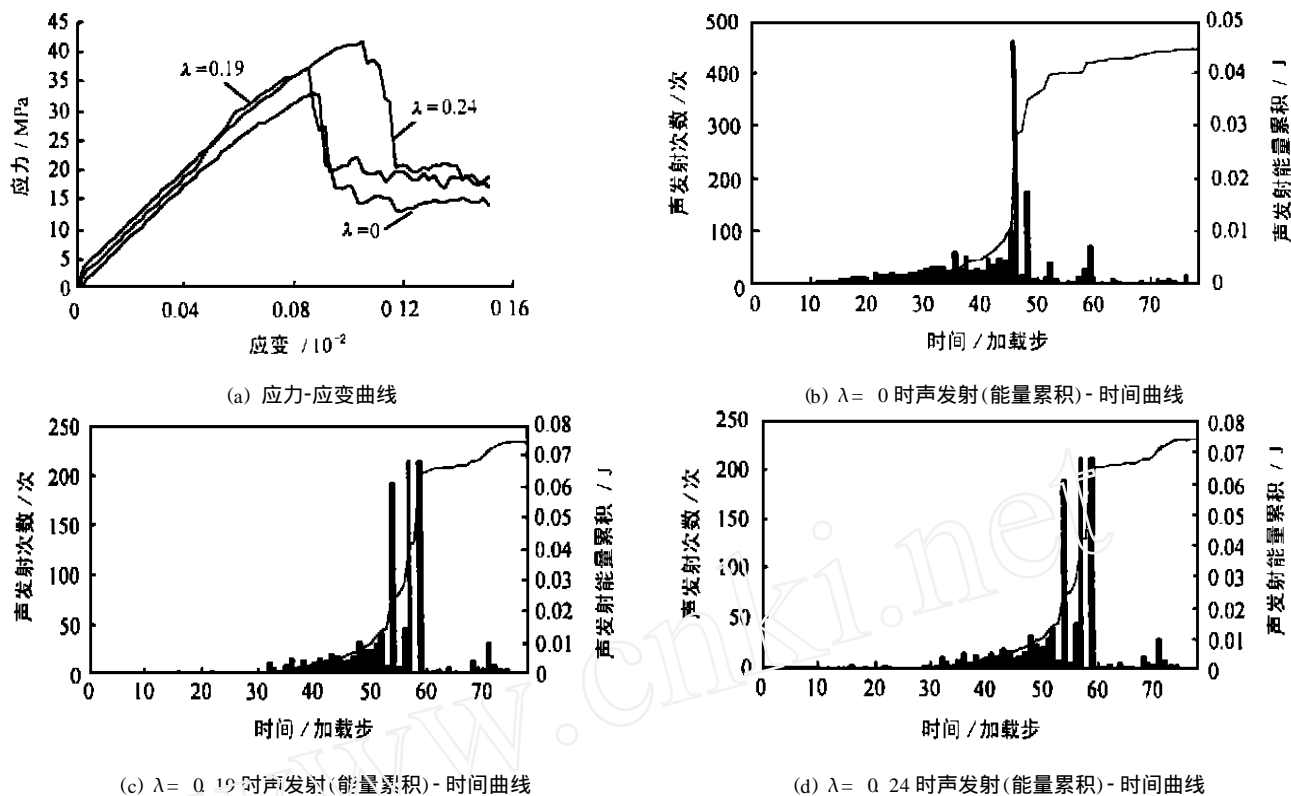 45
40
35
30
25
20
15
10
5
0
应力 / MPa
λ=0.19
λ=0.24
λ=0
0
0.04
0.08
0 12
0 16
应变 /10⁻²
(a) 应力-应变曲线
500
400
300
200
100
0
声发射次数 / 次
0.05
0.04
0.03
0.02
0.01
0
声发射能量累积 / J
0 10 20 30 40 50 60 70
时间 / 加载步
(b) λ= 0 时声发射(能量累积) - 时间曲线
250
200
150
100
50
0
声发射次数 / 次
0.08
0.07
0.06
0.05
0.04
0.03
0.02
0.01
0
声发射能量累积 / J
0 10 20 30 40 50 60 70
时间 / 加载步
(c) λ= 0. 19 时声发射(能量累积) - 时间曲线
250
200
150
100
50
0
声发射次数 / 次
0.08
0.07
0.06
0.05
0.04
0.03
0.02
0.01
0
声发射能量累积 / J
0 10 20 30 40 50 60 70
时间 / 加载步
(d) λ= 0. 24 时声发射(能量累积) - 时间曲线
www.cnki.net